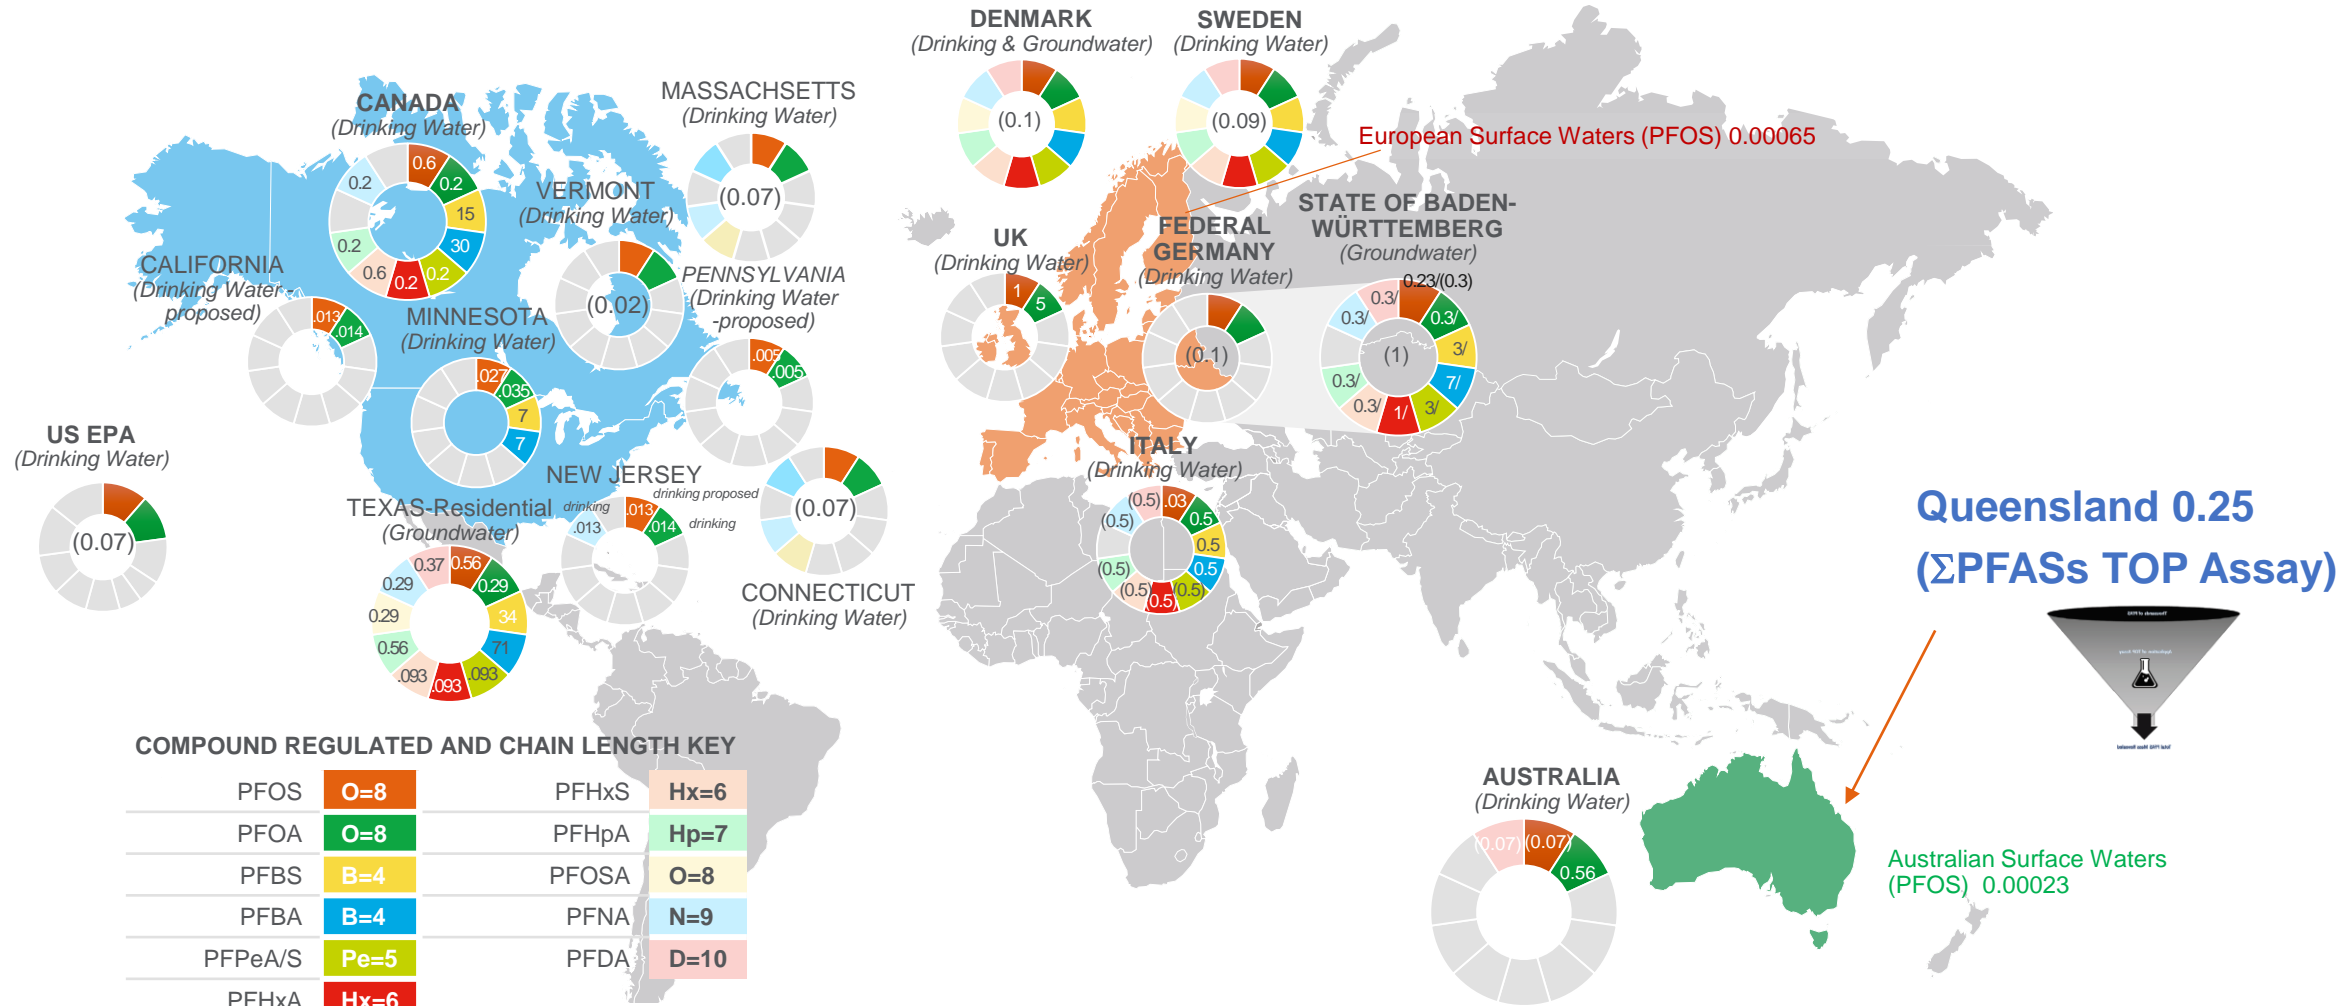 DENMARK
(Drinking & Groundwater)
(0.1)
SWEDEN
(Drinking Water)
(0.09)
European Surface Waters (PFOS) 0.00065
CANADA
(Drinking Water)
0.6
0.2
15
30
0.2
0.2
0.6
0.2
0.2
MASSACHSETTS
(Drinking Water)
(0.07)
VERMONT
(Drinking Water)
(0.02)
CALIFORNIA
(Drinking Water -
proposed)
.013
.014
MINNESOTA
(Drinking Water)
.027
.035
7
7
PENNSYLVANIA
(Drinking Water
-proposed)
.005
.005
US EPA
(Drinking Water)
(0.07)
NEW JERSEY
drinking proposed
drinking
drinking
.013
.013
.014
TEXAS-Residential
(Groundwater)
0.56
0.29
34
71
.093
.093
.093
0.56
0.29
0.29
0.37
(0.07)
CONNECTICUT
(Drinking Water)
UK
(Drinking Water)
1
5
FEDERAL
GERMANY
(Drinking Water)
(0.1)
STATE OF BADEN-
WÜRTTEMBERG
(Groundwater)
0.23/(0.3)
0.3/
3/
7/
3/
1/
0.3/
0.3/
0.3/
0.3/
(1)
ITALY
(Drinking Water)
.03
0.5
0.5
0.5
(0.5)
0.5
(0.5)
(0.5)
(0.5)
(0.5)
Queensland 0.25
(ΣPFASs TOP Assay)
AUSTRALIA
(Drinking Water)
(0.07)
(0.07)
0.56
Australian Surface Waters
(PFOS) 0.00023
COMPOUND REGULATED AND CHAIN LENGTH KEY
PFOS O=8 PFHxS Hx=6
PFOA O=8 PFHpA Hp=7
PFBS B=4 PFOSA O=8
PFBA B=4 PFNA N=9
PFPeA/S Pe=5 PFDA D=10
PFHxA Hx=6